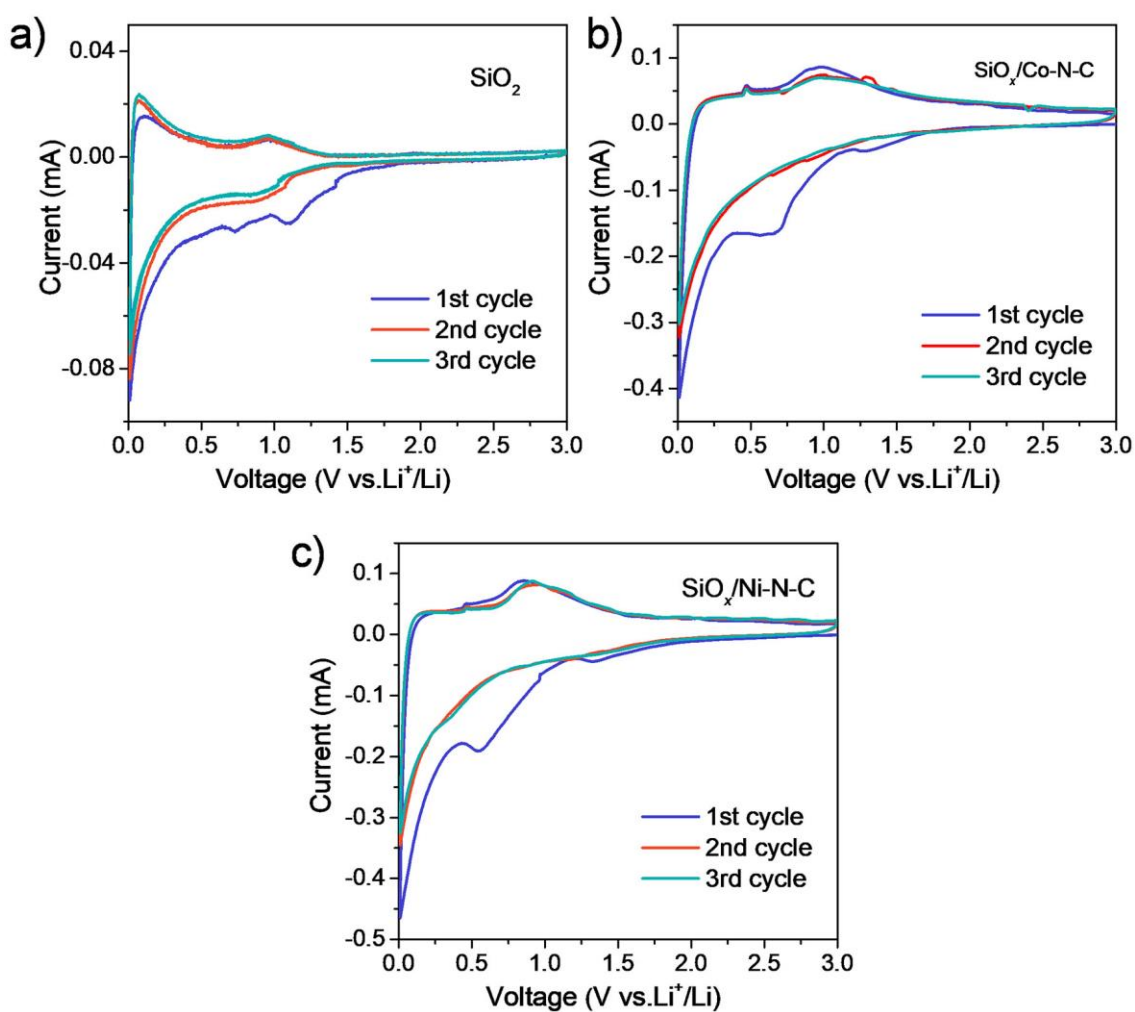 a)
SiO₂
0.04
0.00
-0.04
-0.08
Current (mA)
1st cycle
2nd cycle
3rd cycle
0.0 0.5 1.0 1.5 2.0 2.5 3.0
Voltage (V vs.Li⁺/Li)
b)
SiOₓ/Co-N-C
0.1
0.0
-0.1
-0.2
-0.3
-0.4
Current (mA)
1st cycle
2nd cycle
3rd cycle
0.0 0.5 1.0 1.5 2.0 2.5 3.0
Voltage (V vs.Li⁺/Li)
c)
SiOₓ/Ni-N-C
0.1
0.0
-0.1
-0.2
-0.3
-0.4
-0.5
Current (mA)
1st cycle
2nd cycle
3rd cycle
0.0 0.5 1.0 1.5 2.0 2.5 3.0
Voltage (V vs.Li⁺/Li)